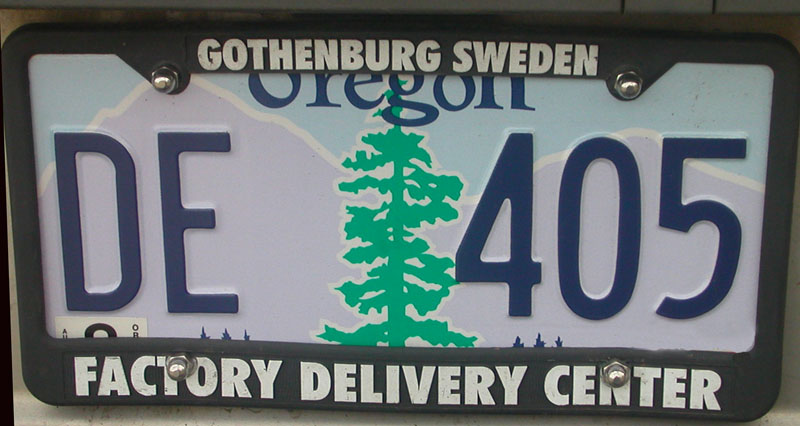 GOTHENBURG SWEDEN
Oregon
DE 405
FACTORY DELIVERY CENTER